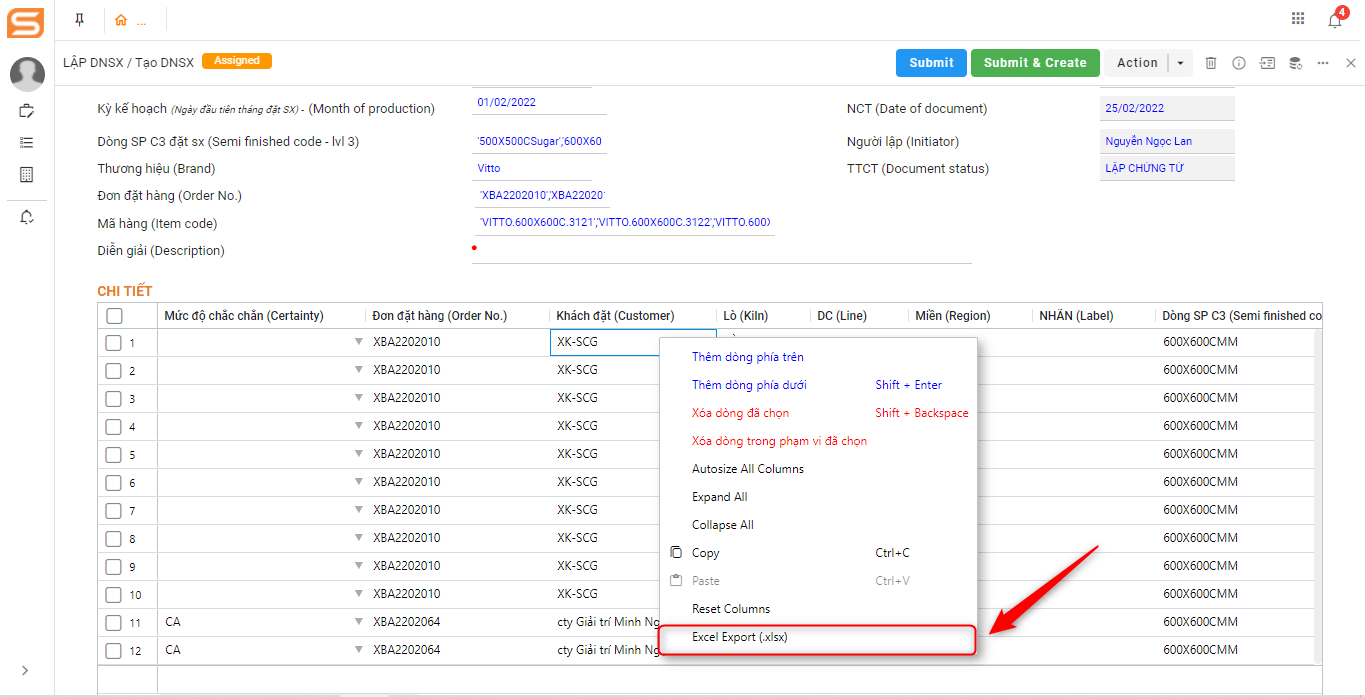 ...
4
LẬP DNSX / Tạo DNSX Assigned Submit Submit & Create Action
Kỳ kế hoạch (Ngày đầu tiên tháng đặt SX) - (Month of production) 01/02/2022 NCT (Date of document) 25/02/2022
Dòng SP C3 đặt sx (Semi finished code - lvl 3) '500X500CSugar','600X60 Người lập (Initiator) Nguyễn Ngọc Lan
Thương hiệu (Brand) Vitto TTCT (Document status) LẬP CHỨNG TỪ
Đơn đặt hàng (Order No.) 'XBA2202010','XBA22020'
Mã hàng (Item code) 'VITTO.600X600C.3121','VITTO.600X600C.3122','VITTO.600X
Diễn giải (Description)
CHI TIẾT
Mức độ chắc chắn (Certainty) Đơn đặt hàng (Order No.) Khách đặt (Customer) Lò (Kiln) DC (Line) Miền (Region) NHÃN (Label) Dòng SP C3 (Semi finished co
1 XBA2202010 XK-SCG 600X600CMM
Thêm dòng phía trên
2 XBA2202010 XK-SCG 600X600CMM
Thêm dòng phía dưới Shift + Enter
3 XBA2202010 XK-SCG 600X600CMM
Xóa dòng đã chọn Shift + Backspace
4 XBA2202010 XK-SCG 600X600CMM
Xóa dòng trong phạm vi đã chọn
5 XBA2202010 XK-SCG 600X600CMM
Autosize All Columns
6 XBA2202010 XK-SCG 600X600CMM
Expand All
7 XBA2202010 XK-SCG 600X600CMM
Collapse All
8 XBA2202010 XK-SCG 600X600CMM
Copy Ctrl+C
9 XBA2202010 XK-SCG 600X600CMM
Paste Ctrl+V
10 XBA2202010 XK-SCG 600X600CMM
Reset Columns
11 CA XBA2202064 cty Giải trí Minh Ng 600X600CMM
Excel Export (.xlsx)
12 CA XBA2202064 cty Giải trí Minh Ng 600X600CMM